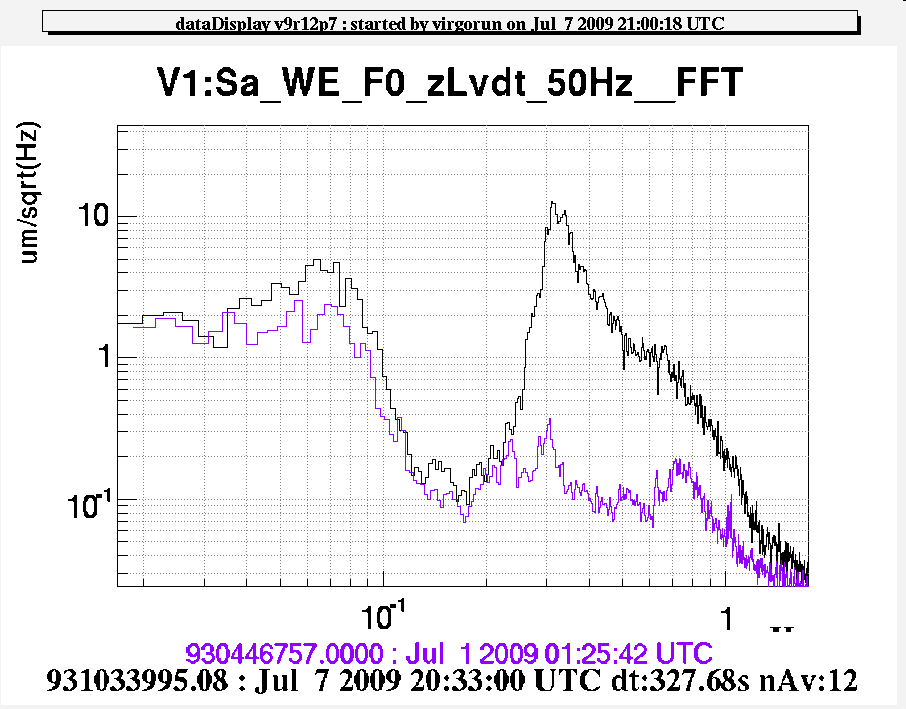 dataDisplay v9r12p7 : started by virgorun on Jul 7 2009 21:00:18 UTC
V1:Sa_WE_F0_zLvdt_50Hz__FFT
um/sqrt(Hz)
10
1
10-1
10-1
1
930446757.0000 : Jul 1 2009 01:25:42 UTC
931033995.08 : Jul 7 2009 20:33:00 UTC dt:327.68s nAv:12